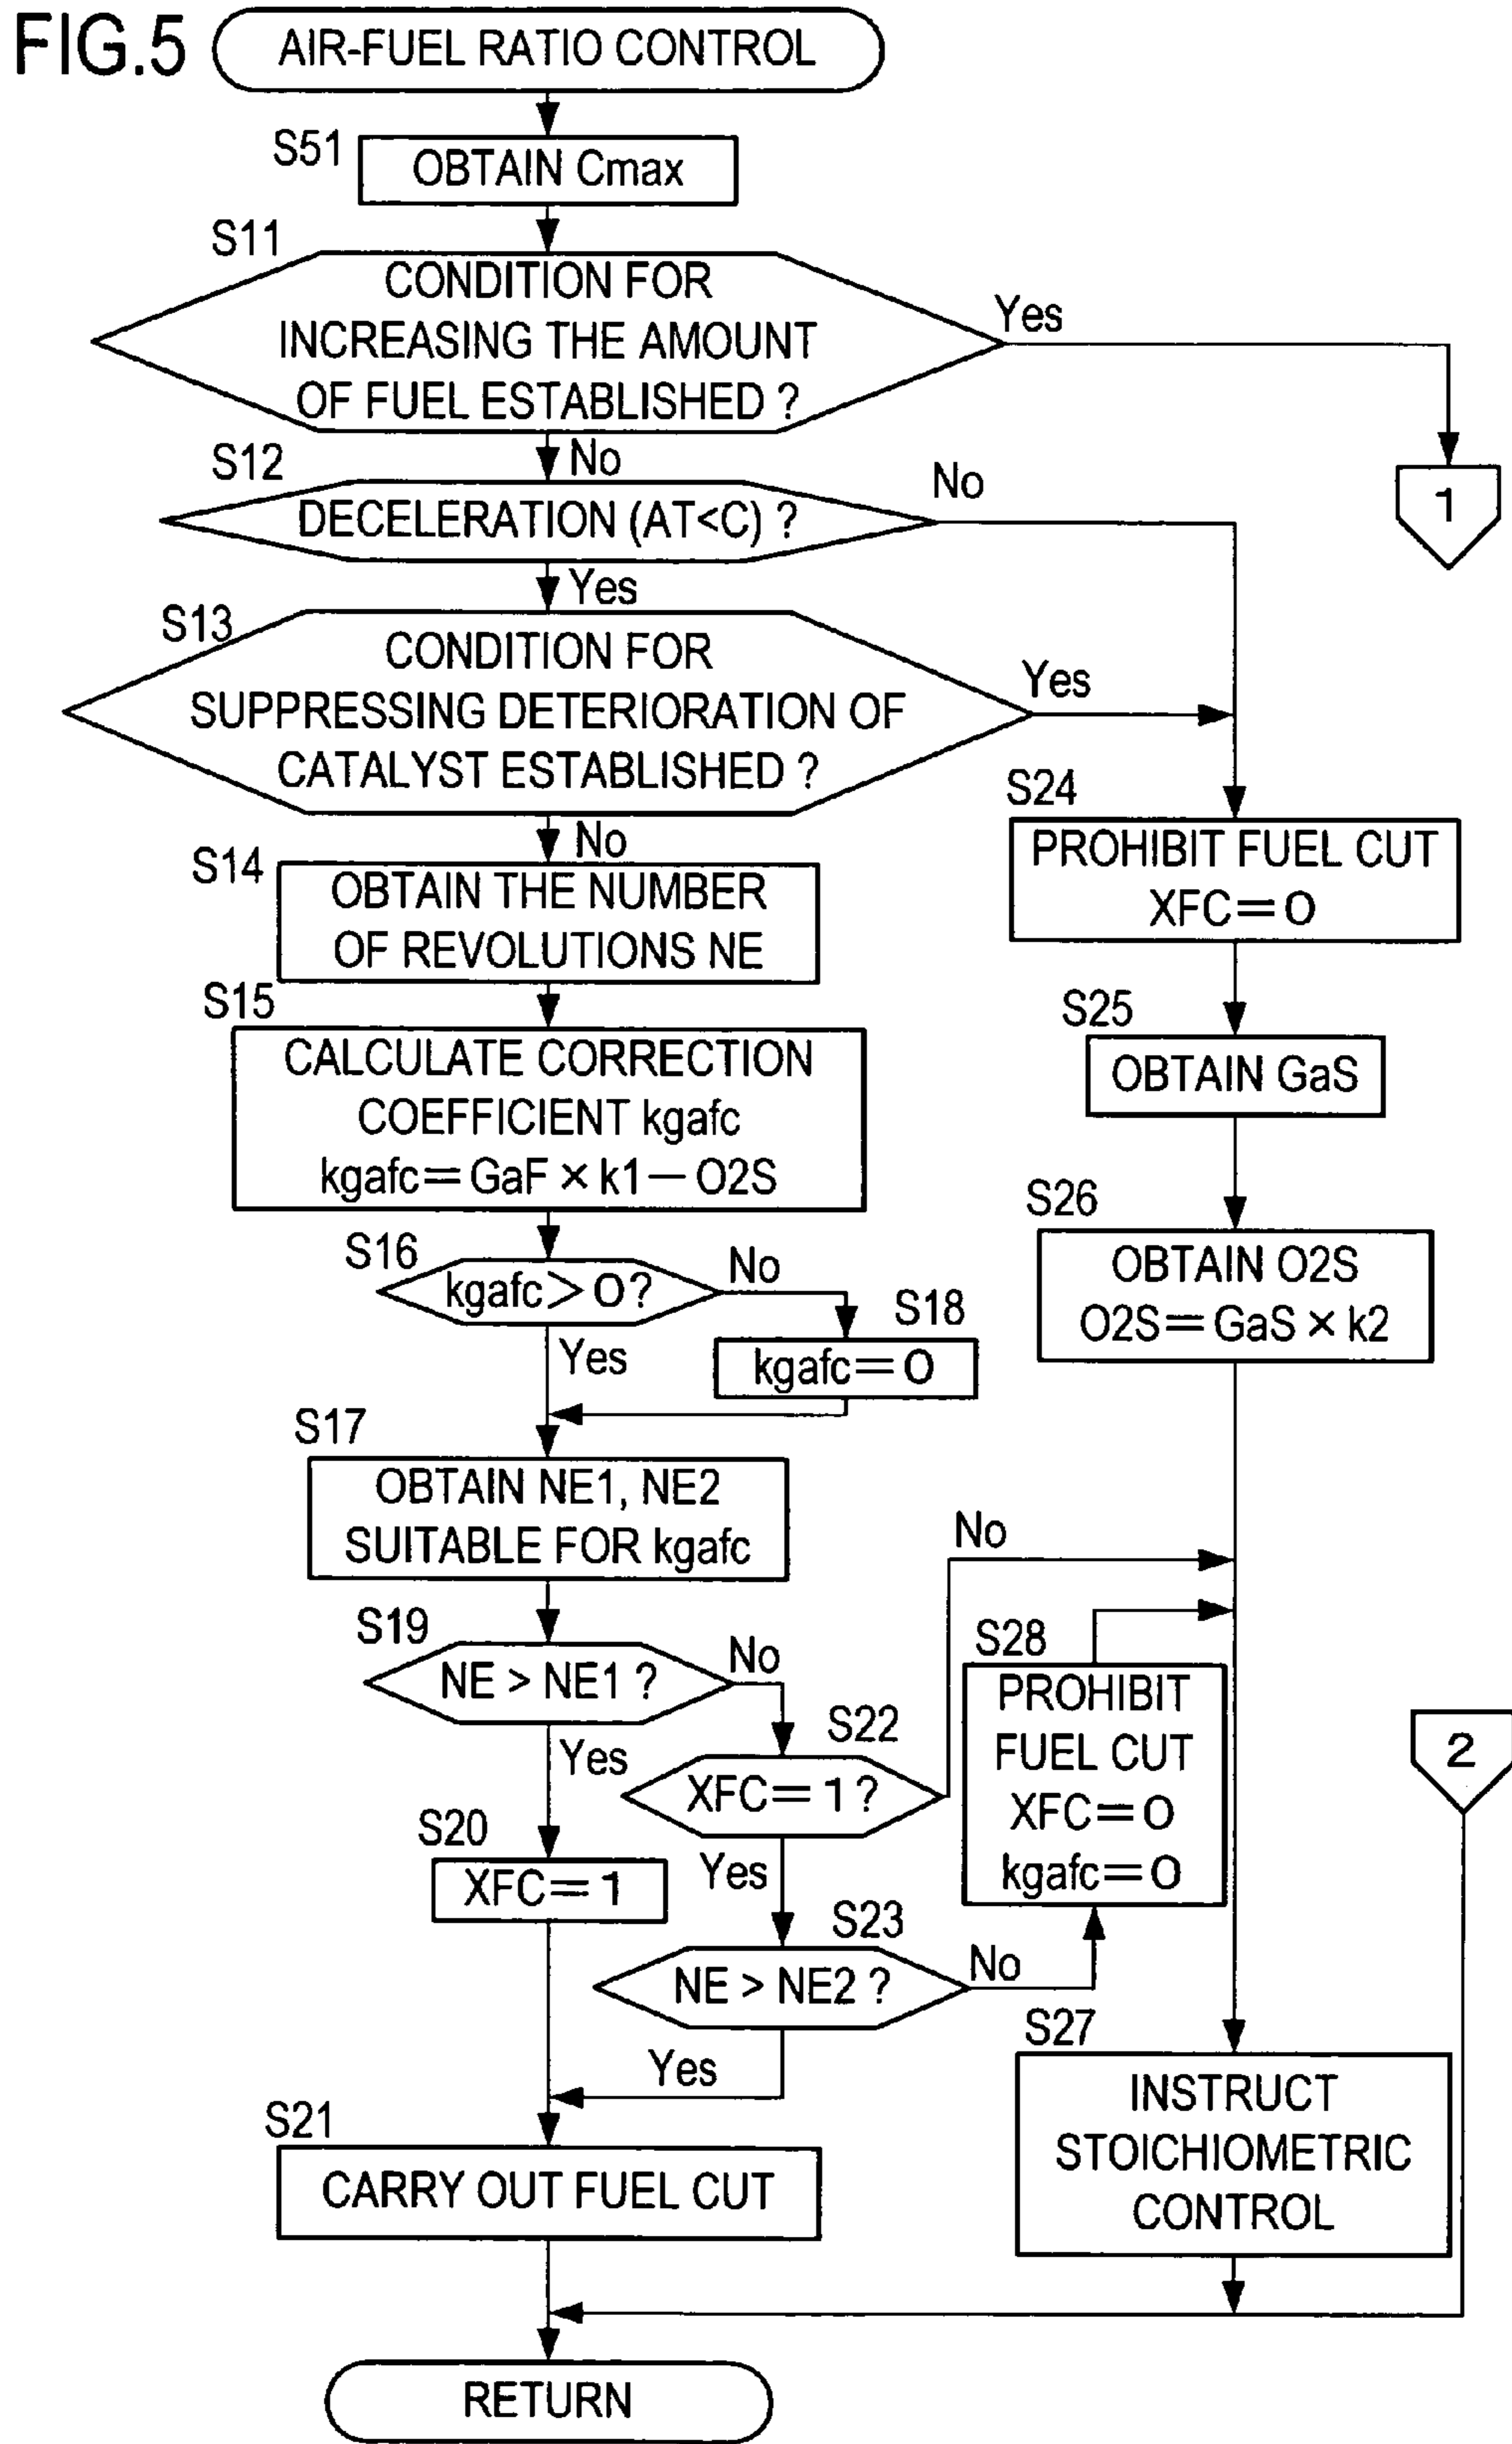 FIG.5
AIR-FUEL RATIO CONTROL
S51
OBTAIN Cmax
S11
CONDITION FOR
INCREASING THE AMOUNT
OF FUEL ESTABLISHED ?
Yes
1
No
S12
DECELERATION (AT<C) ?
No
Yes
S13
CONDITION FOR
SUPPRESSING DETERIORATION OF
CATALYST ESTABLISHED ?
Yes
No
S14
OBTAIN THE NUMBER
OF REVOLUTIONS NE
S24
PROHIBIT FUEL CUT
XFC=0
S15
CALCULATE CORRECTION
COEFFICIENT kgafc
kgafc=GaF×k1−O2S
S25
OBTAIN GaS
S16
kgafc>0?
No
Yes
S18
kgafc=0
S26
OBTAIN O2S
O2S=GaS×k2
S17
OBTAIN NE1, NE2
SUITABLE FOR kgafc
S19
NE > NE1 ?
No
Yes
S22
XFC=1?
No
Yes
S28
PROHIBIT
FUEL CUT
XFC=0
kgafc=0
2
S20
XFC=1
S23
NE > NE2 ?
No
Yes
S27
INSTRUCT
STOICHIOMETRIC
CONTROL
S21
CARRY OUT FUEL CUT
RETURN